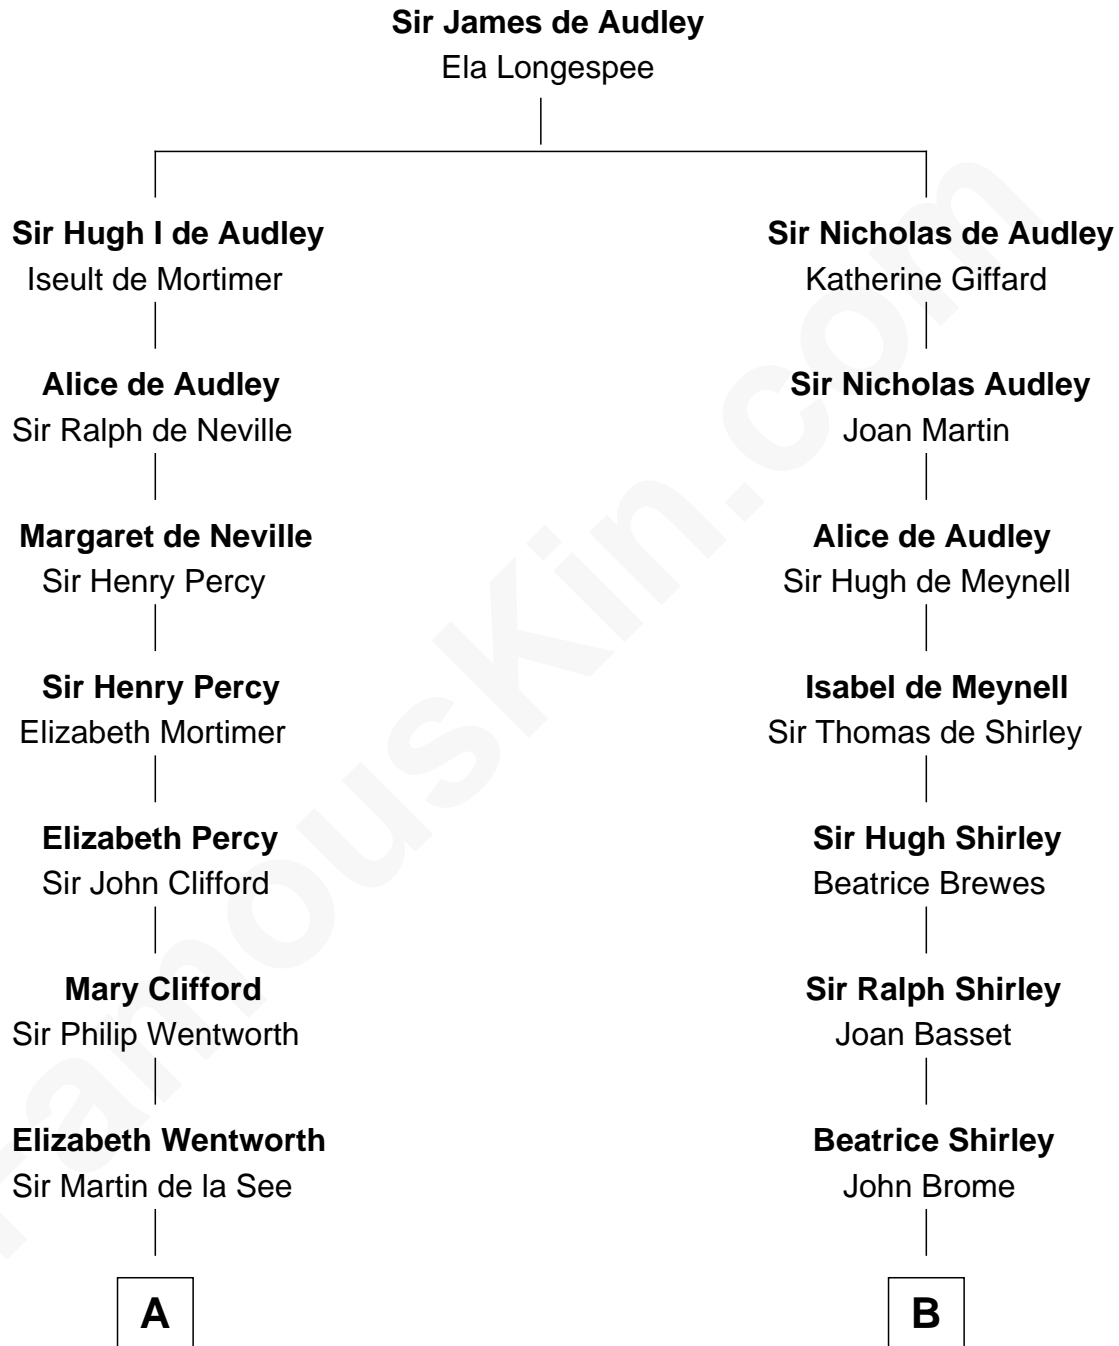 Sir James de Audley
Ela Longespee
Sir Hugh I de Audley
Iseult de Mortimer
Sir Nicholas de Audley
Katherine Giffard
Alice de Audley
Sir Ralph de Neville
Sir Nicholas Audley
Joan Martin
Margaret de Neville
Sir Henry Percy
Alice de Audley
Sir Hugh de Meynell
Sir Henry Percy
Elizabeth Mortimer
Isabel de Meynell
Sir Thomas de Shirley
Elizabeth Percy
Sir John Clifford
Sir Hugh Shirley
Beatrice Brewes
Mary Clifford
Sir Philip Wentworth
Sir Ralph Shirley
Joan Basset
Elizabeth Wentworth
Sir Martin de la See
Beatrice Shirley
John Brome
A
B
FamousKin.com